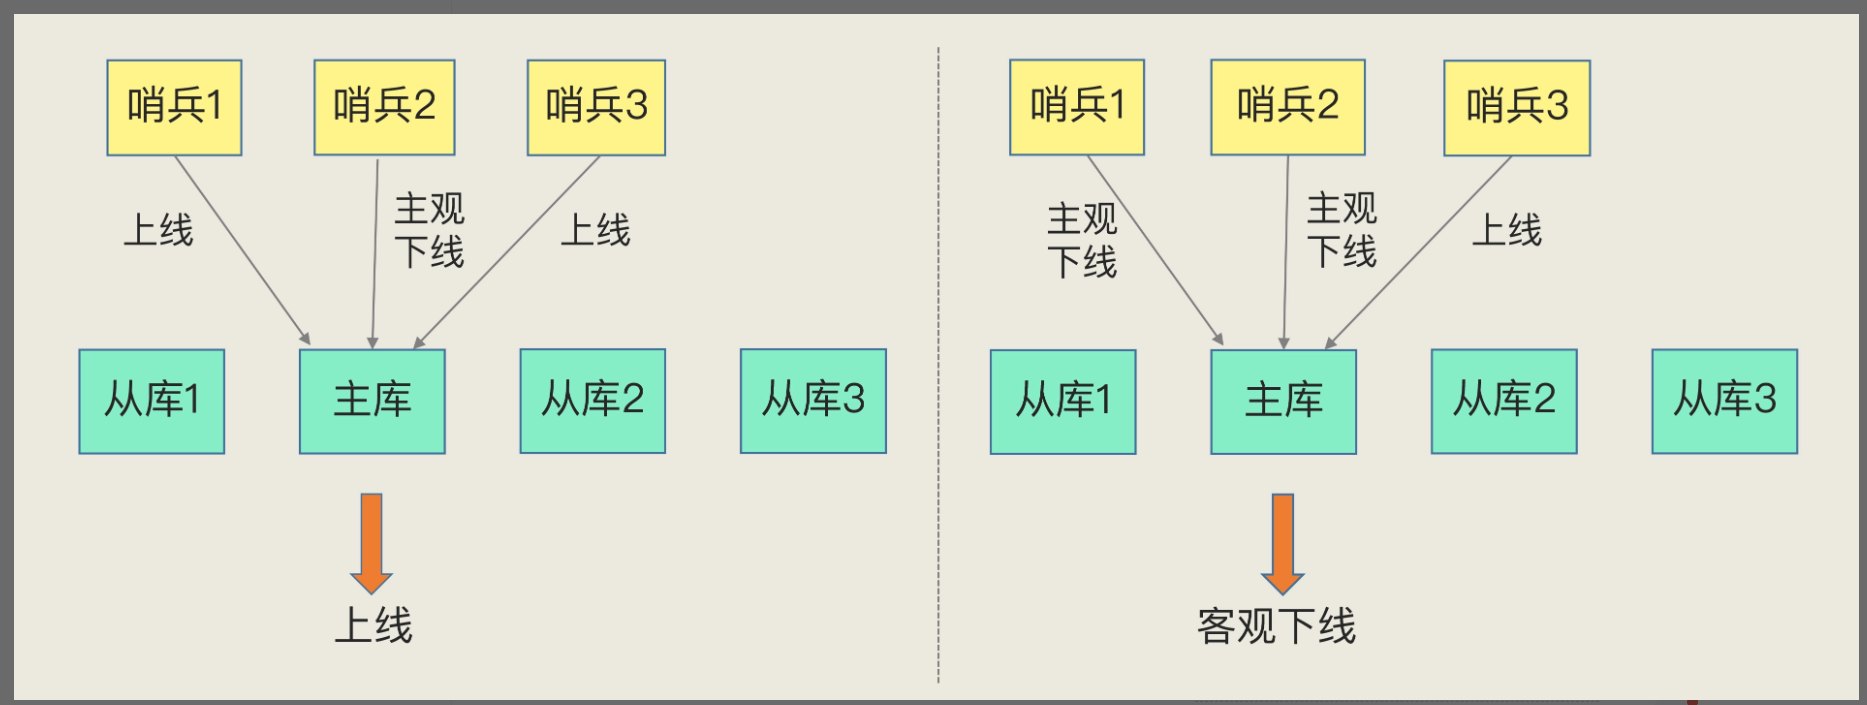 哨兵1
哨兵2
哨兵3
上线
主观
下线
上线
从库1
主库
从库2
从库3
上线
哨兵1
哨兵2
哨兵3
主观
下线
主观
下线
上线
从库1
主库
从库2
从库3
客观下线